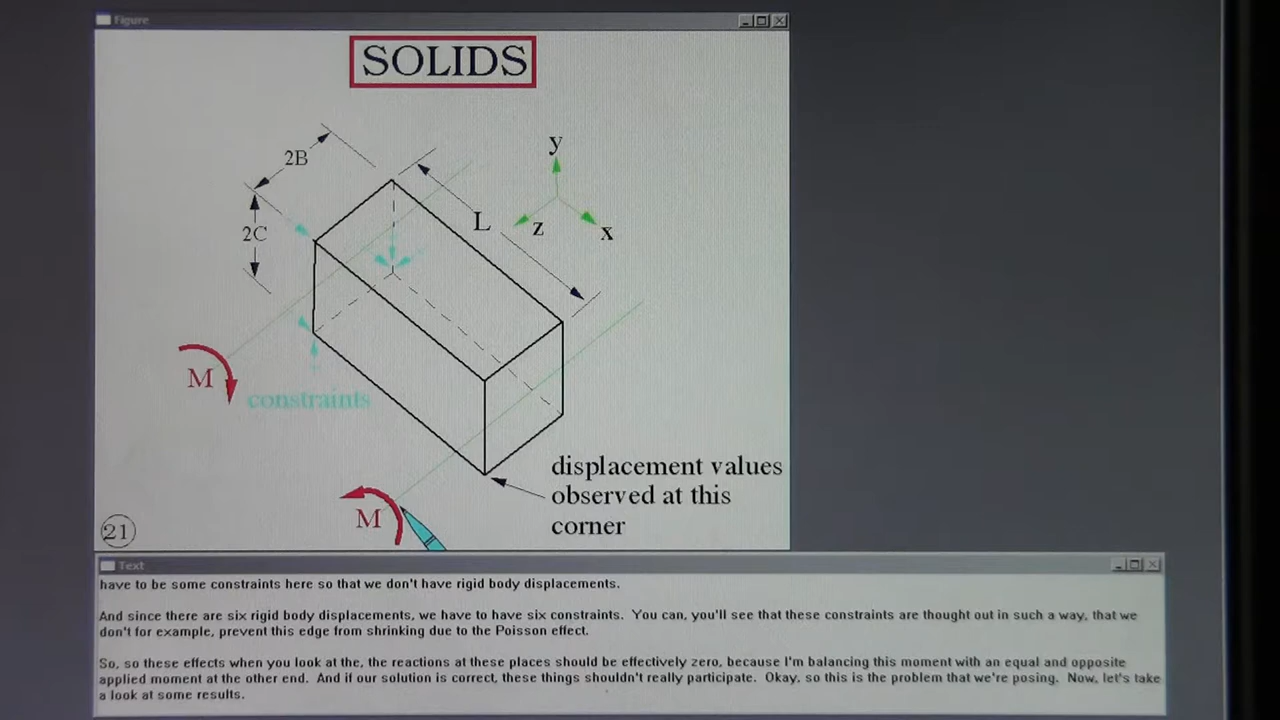 Figure
SOLIDS
y
2B
L
z
x
2C
M
constraints
displacement values
observed at this
corner
M
21
Text
have to be some constraints here so that we don't have rigid body displacements.
And since there are six rigid body displacements, we have to have six constraints. You can, you'll see that these constraints are thought out in such a way, that we
don't for example, prevent this edge from shrinking due to the Poisson effect.
So, so these effects when you look at the, the reactions at these places should be effectively zero, because I'm balancing this moment with an equal and opposite
applied moment at the other end. And if our solution is correct, these things shouldn't really participate. Okay, so this is the problem that we're posing. Now, let's take
a look at some results.